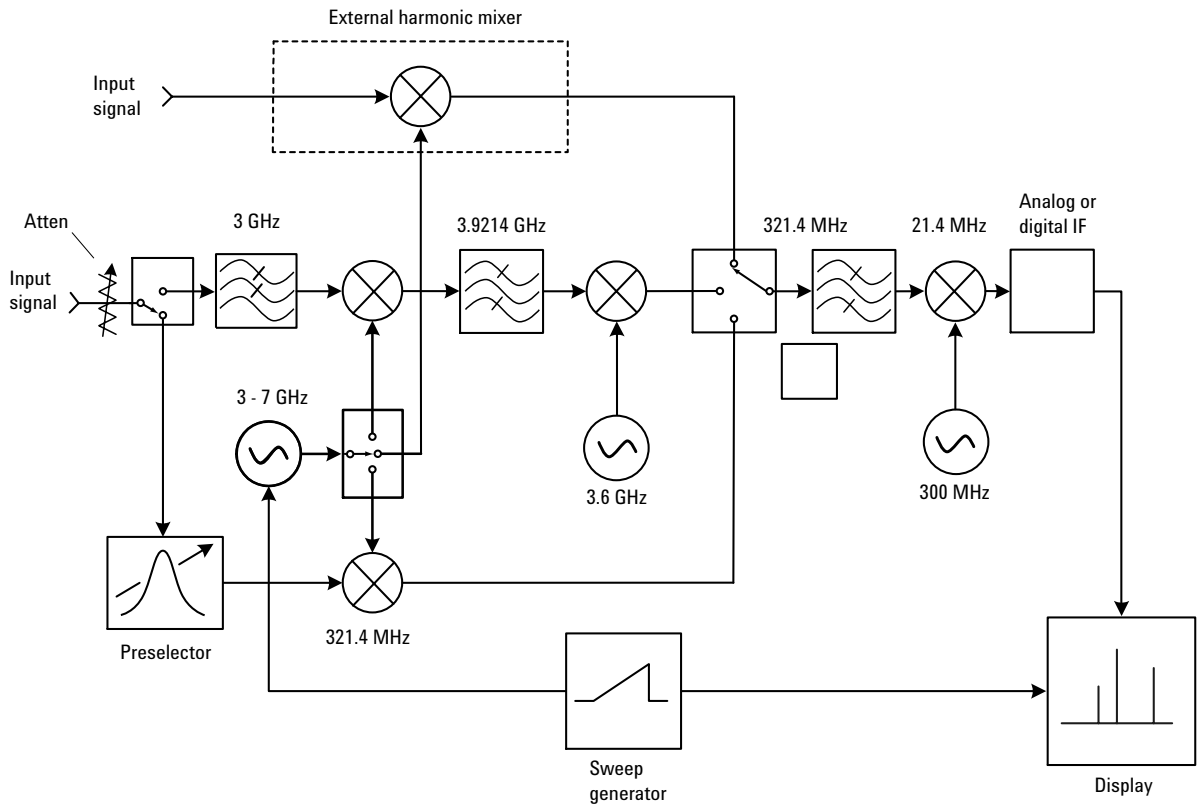 External harmonic mixer
Input
signal
Atten
3 GHz
3.9214 GHz
321.4 MHz
21.4 MHz
Analog or
digital IF
Input
signal
3 - 7 GHz
3.6 GHz
300 MHz
321.4 MHz
Preselector
Sweep
generator
Display